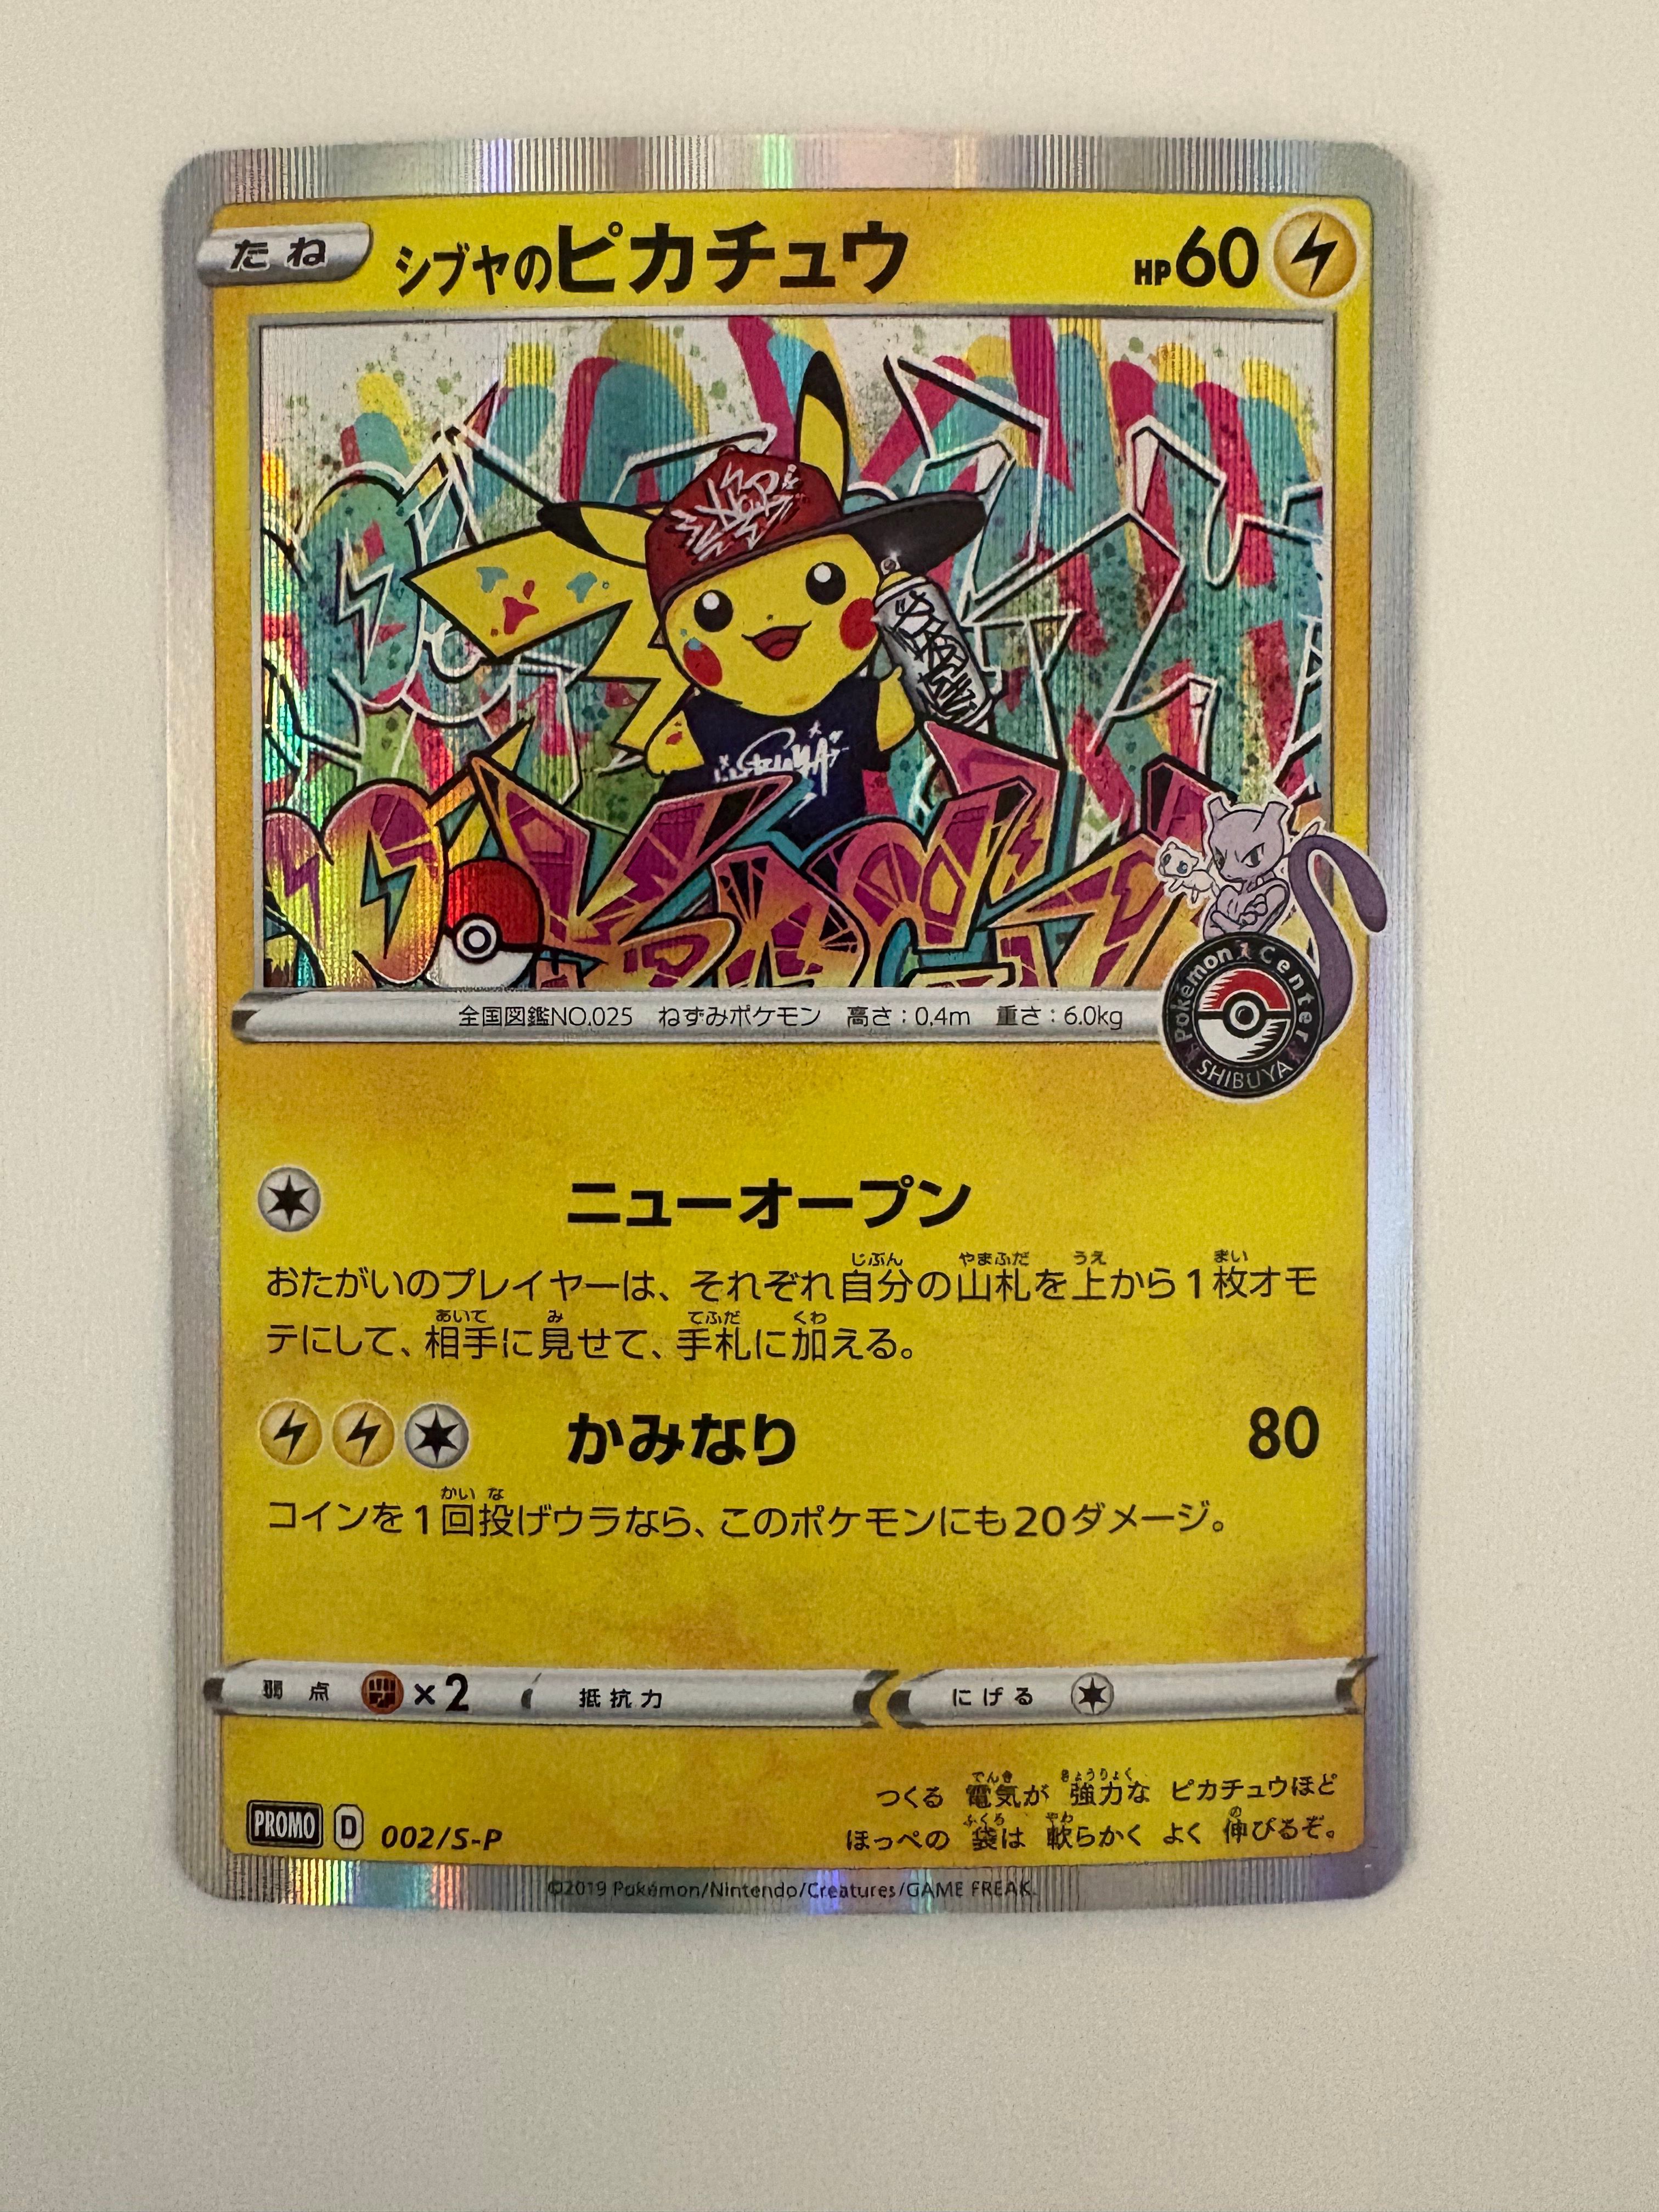 たね
シブヤのピカチュウ
HP60
全国図鑑NO.025 ねずみポケモン 高さ：0.4m 重さ：6.0kg
Pokémon Center
SHIBUYA
ニューオープン
おたがいのプレイヤーは、それぞれ自分の山札を上から1枚オモ
テにして、相手に見せて、手札に加える。
かみなり 80
コインを1回投げウラなら、このポケモンにも20ダメージ。
弱点 ×2 抵抗力 にげる
つくる 電気が 強力な ピカチュウほど
ほっぺの 袋は 軟らかく よく 伸びるぞ。
PROMO D 002/S-P
©2019 Pokémon/Nintendo/Creatures/GAME FREAK.